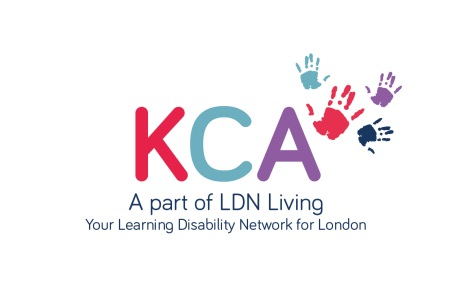 KCA
A part of LDN Living
Your Learning Disability Network for London